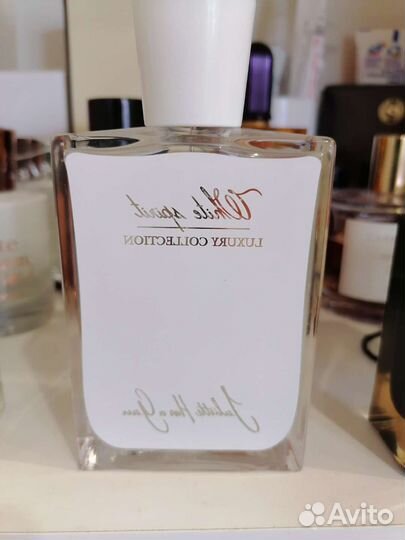 White spirit
LUXURY COLLECTION
Juliette Has a Gun
Avito